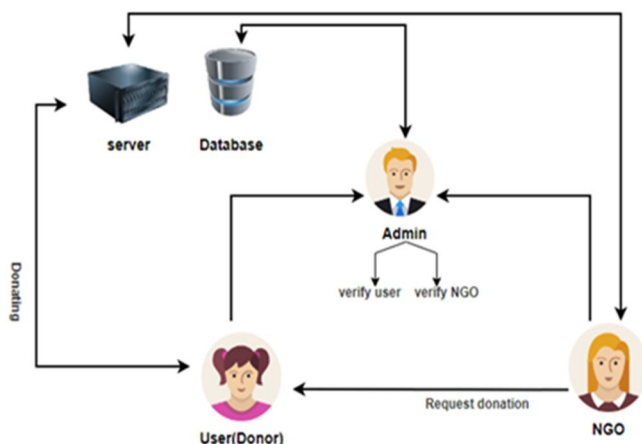 server
Database
Admin
verify user
verify NGO
Donating
Request donation
User(Donor)
NGO